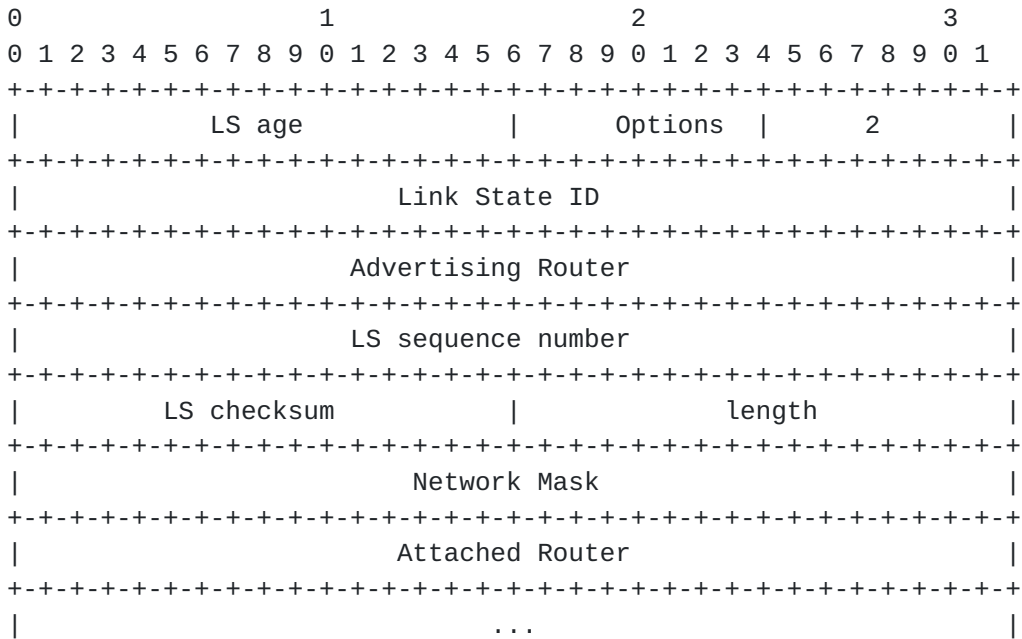 0                   1                   2                   3
0 1 2 3 4 5 6 7 8 9 0 1 2 3 4 5 6 7 8 9 0 1 2 3 4 5 6 7 8 9 0 1
+-+-+-+-+-+-+-+-+-+-+-+-+-+-+-+-+-+-+-+-+-+-+-+-+-+-+-+-+-+-+-+-+
|            LS age             |      Options  |      2        |
+-+-+-+-+-+-+-+-+-+-+-+-+-+-+-+-+-+-+-+-+-+-+-+-+-+-+-+-+-+-+-+-+
|                        Link State ID                          |
+-+-+-+-+-+-+-+-+-+-+-+-+-+-+-+-+-+-+-+-+-+-+-+-+-+-+-+-+-+-+-+-+
|                     Advertising Router                        |
+-+-+-+-+-+-+-+-+-+-+-+-+-+-+-+-+-+-+-+-+-+-+-+-+-+-+-+-+-+-+-+-+
|                     LS sequence number                        |
+-+-+-+-+-+-+-+-+-+-+-+-+-+-+-+-+-+-+-+-+-+-+-+-+-+-+-+-+-+-+-+-+
|         LS checksum           |             length            |
+-+-+-+-+-+-+-+-+-+-+-+-+-+-+-+-+-+-+-+-+-+-+-+-+-+-+-+-+-+-+-+-+
|                         Network Mask                          |
+-+-+-+-+-+-+-+-+-+-+-+-+-+-+-+-+-+-+-+-+-+-+-+-+-+-+-+-+-+-+-+-+
|                        Attached Router                        |
+-+-+-+-+-+-+-+-+-+-+-+-+-+-+-+-+-+-+-+-+-+-+-+-+-+-+-+-+-+-+-+-+
|                              ...                              |